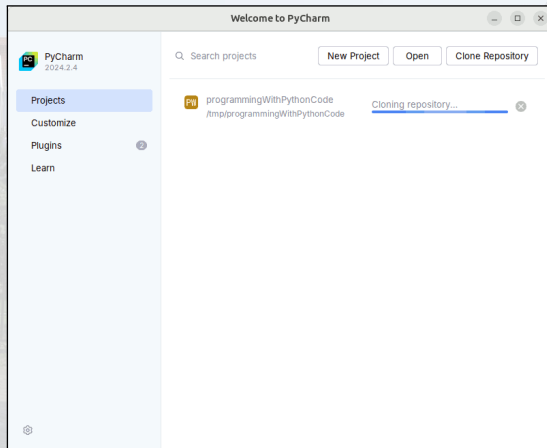 Welcome to PyCharm
PC
PyCharm
2024.2.4
Search projects
New Project
Open
Clone Repository
Projects
Customize
Plugins
2
Learn
PW
programmingWithPythonCode
/tmp/programmingWithPythonCode
Cloning repository...